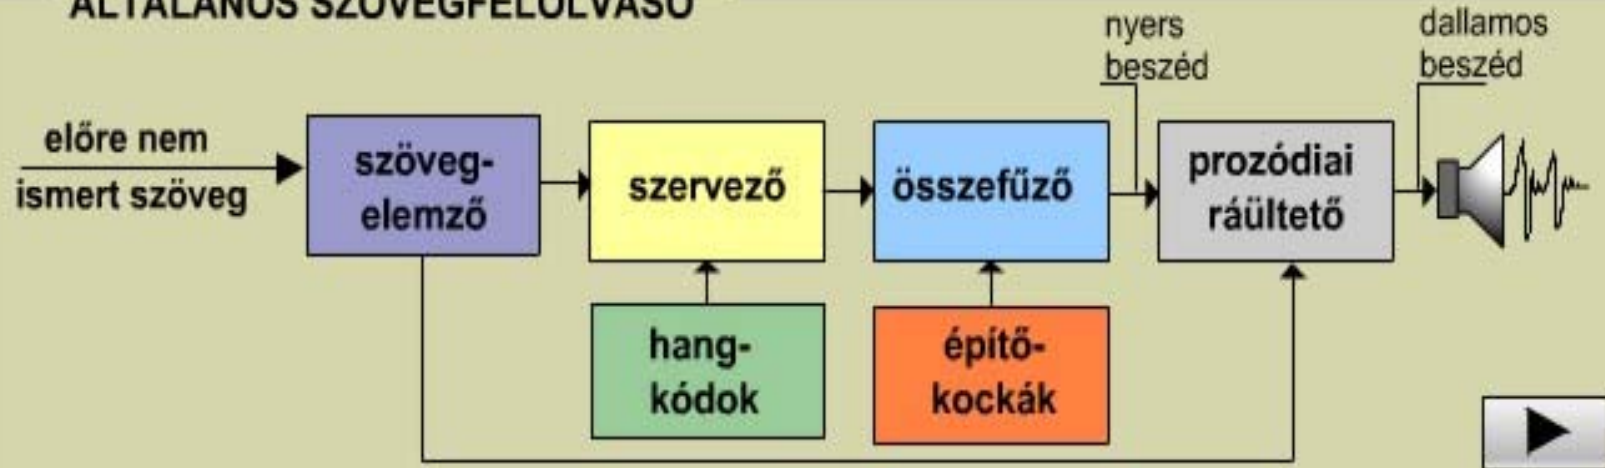 ÁLTALÁNOS SZÖVEGFELOLVASÓ
nyers
beszéd
dallamos
beszéd
előre nem
ismert szöveg
szöveg-
elemző
szervező
összefűző
prozódiai
ráültető
hang-
kódok
építő-
kockák